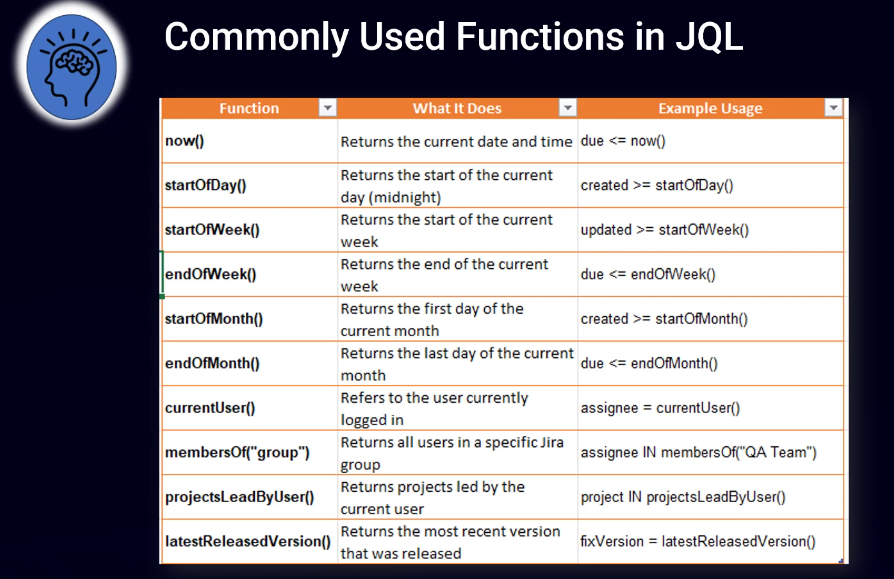 Commonly Used Functions in JQL
Function What It Does Example Usage
now() Returns the current date and time due <= now()
startOfDay() Returns the start of the current day (midnight) created >= startOfDay()
startOfWeek() Returns the start of the current week updated >= startOfWeek()
endOfWeek() Returns the end of the current week due <= endOfWeek()
startOfMonth() Returns the first day of the current month created >= startOfMonth()
endOfMonth() Returns the last day of the current month due <= endOfMonth()
currentUser() Refers to the user currently logged in assignee = currentUser()
membersOf("group") Returns all users in a specific Jira group assignee IN membersOf("QA Team")
projectsLeadByUser() Returns projects led by the current user project IN projectsLeadByUser()
latestReleasedVersion() Returns the most recent version that was released fixVersion = latestReleasedVersion()